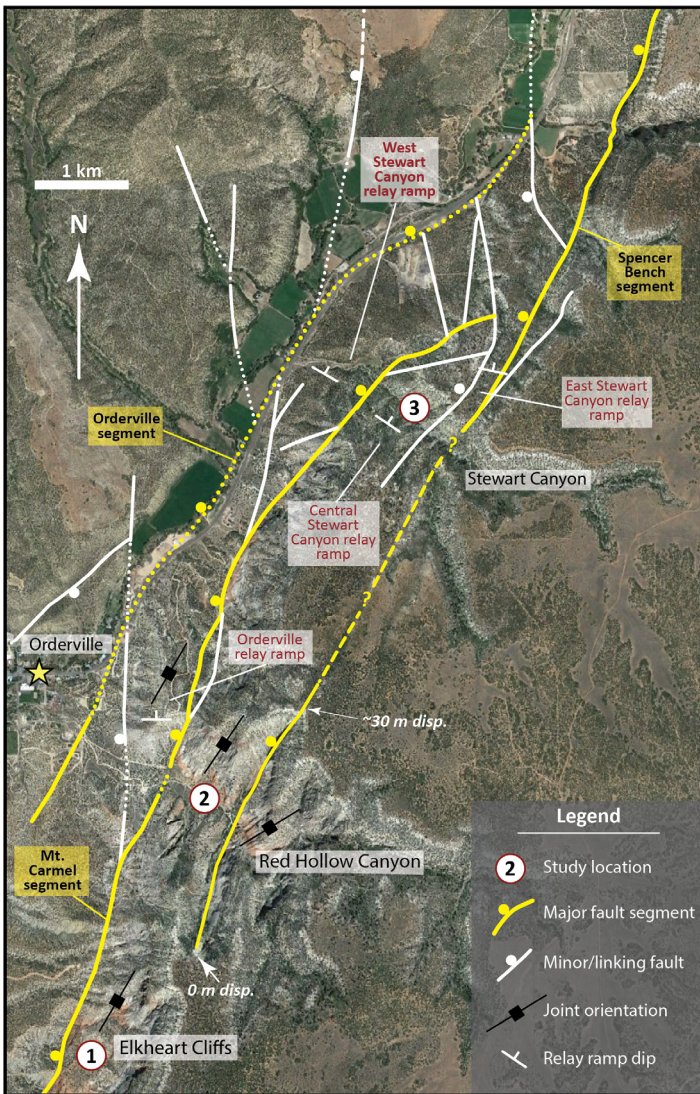 1 km
N
West
Stewart
Canyon
relay ramp
Spencer
Bench
segment
Orderville
segment
3
East Stewart
Canyon relay
ramp
?
Stewart Canyon
Central
Stewart
Canyon relay
ramp
?
Orderville
Orderville
relay ramp
~30 m disp.
2
Red Hollow Canyon
Mt.
Carmel
segment
0 m disp.
1
Elkheart Cliffs
Legend
2 Study location
Major fault segment
Minor/linking fault
Joint orientation
Relay ramp dip